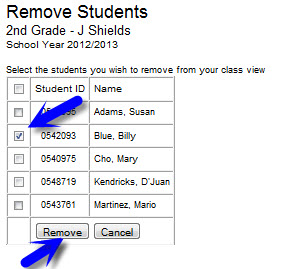 Remove Students
2nd Grade - J Shields
School Year 2012/2013
Select the students you wish to remove from your class view
Student ID Name
Adams, Susan
0542093 Blue, Billy
0540975 Cho, Mary
0548719 Kendricks, D'Juan
0543761 Martinez, Mario
Remove Cancel